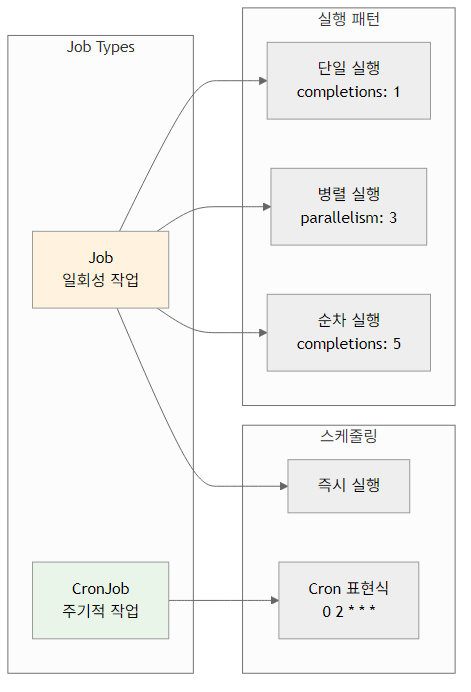 Job Types
Job
일회성 작업
CronJob
주기적 작업
실행 패턴
단일 실행
completions: 1
병렬 실행
parallelism: 3
순차 실행
completions: 5
스케줄링
즉시 실행
Cron 표현식
0 2 * * *